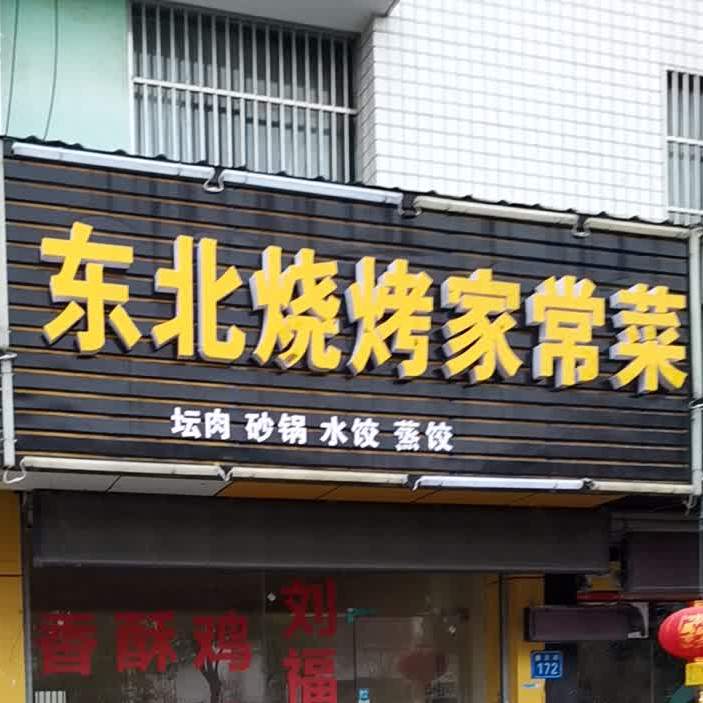 东北烧烤家常菜
坛肉 砂锅 水饺 蒸饺
香酥鸡
刘福
172